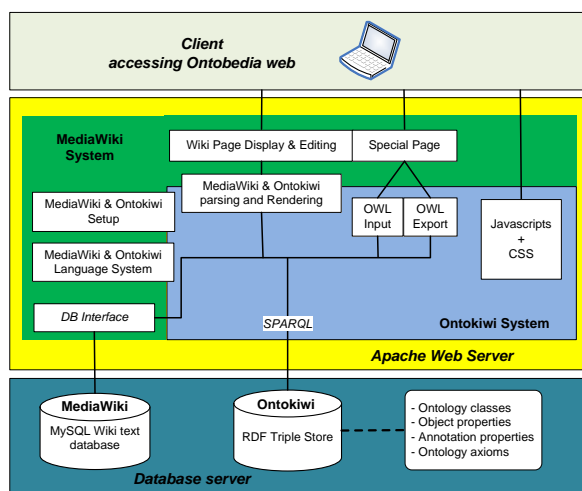 Client
accessing Ontobedia web
MediaWiki
System
Wiki Page Display & Editing
Special Page
MediaWiki & Ontokiwi
parsing and Rendering
MediaWiki & Ontokiwi
Setup
OWL
Input
OWL
Export
Javascripts
+
CSS
MediaWiki & Ontokiwi
Language System
DB Interface
SPARQL
Ontokiwi System
Apache Web Server
MediaWiki
MySQL Wiki text
database
Ontokiwi
RDF Triple Store
- Ontology classes
- Object properties
- Annotation properties
- Ontology axioms
Database server